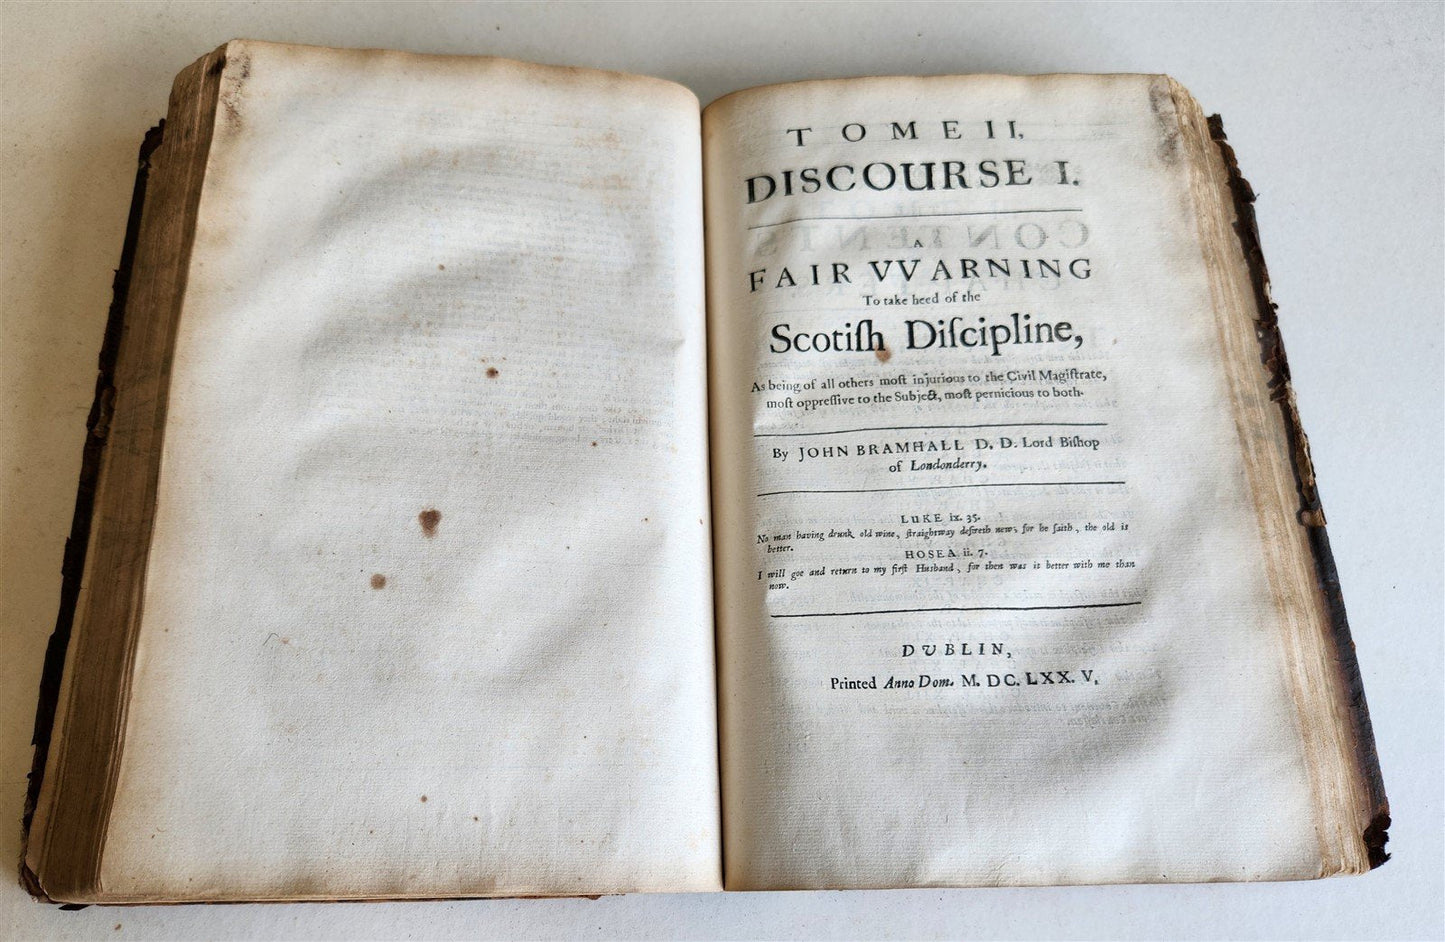 TOME II,
DISCOURSE I.
A
FAIR VVARNING
To take heed of the
Scotiſh Diſcipline,
As being of all others moſt injurious to the Civil Magiſtrate,
moſt oppreſſive to the Subject, moſt pernicious to both.
By JOHN BRAMHALL D. D. Lord Biſhop
of Londonderry.
LUKE ix. 35.
No man having drunk old wine, ſtraightway deſireth new, for he ſaith, the old is
better.
HOSEA ii. 7.
I will goe and return to my firſt Husband, for then was it better with me than
now.
DVBLIN,
Printed Anno Dom. M. DC. LXX. V.